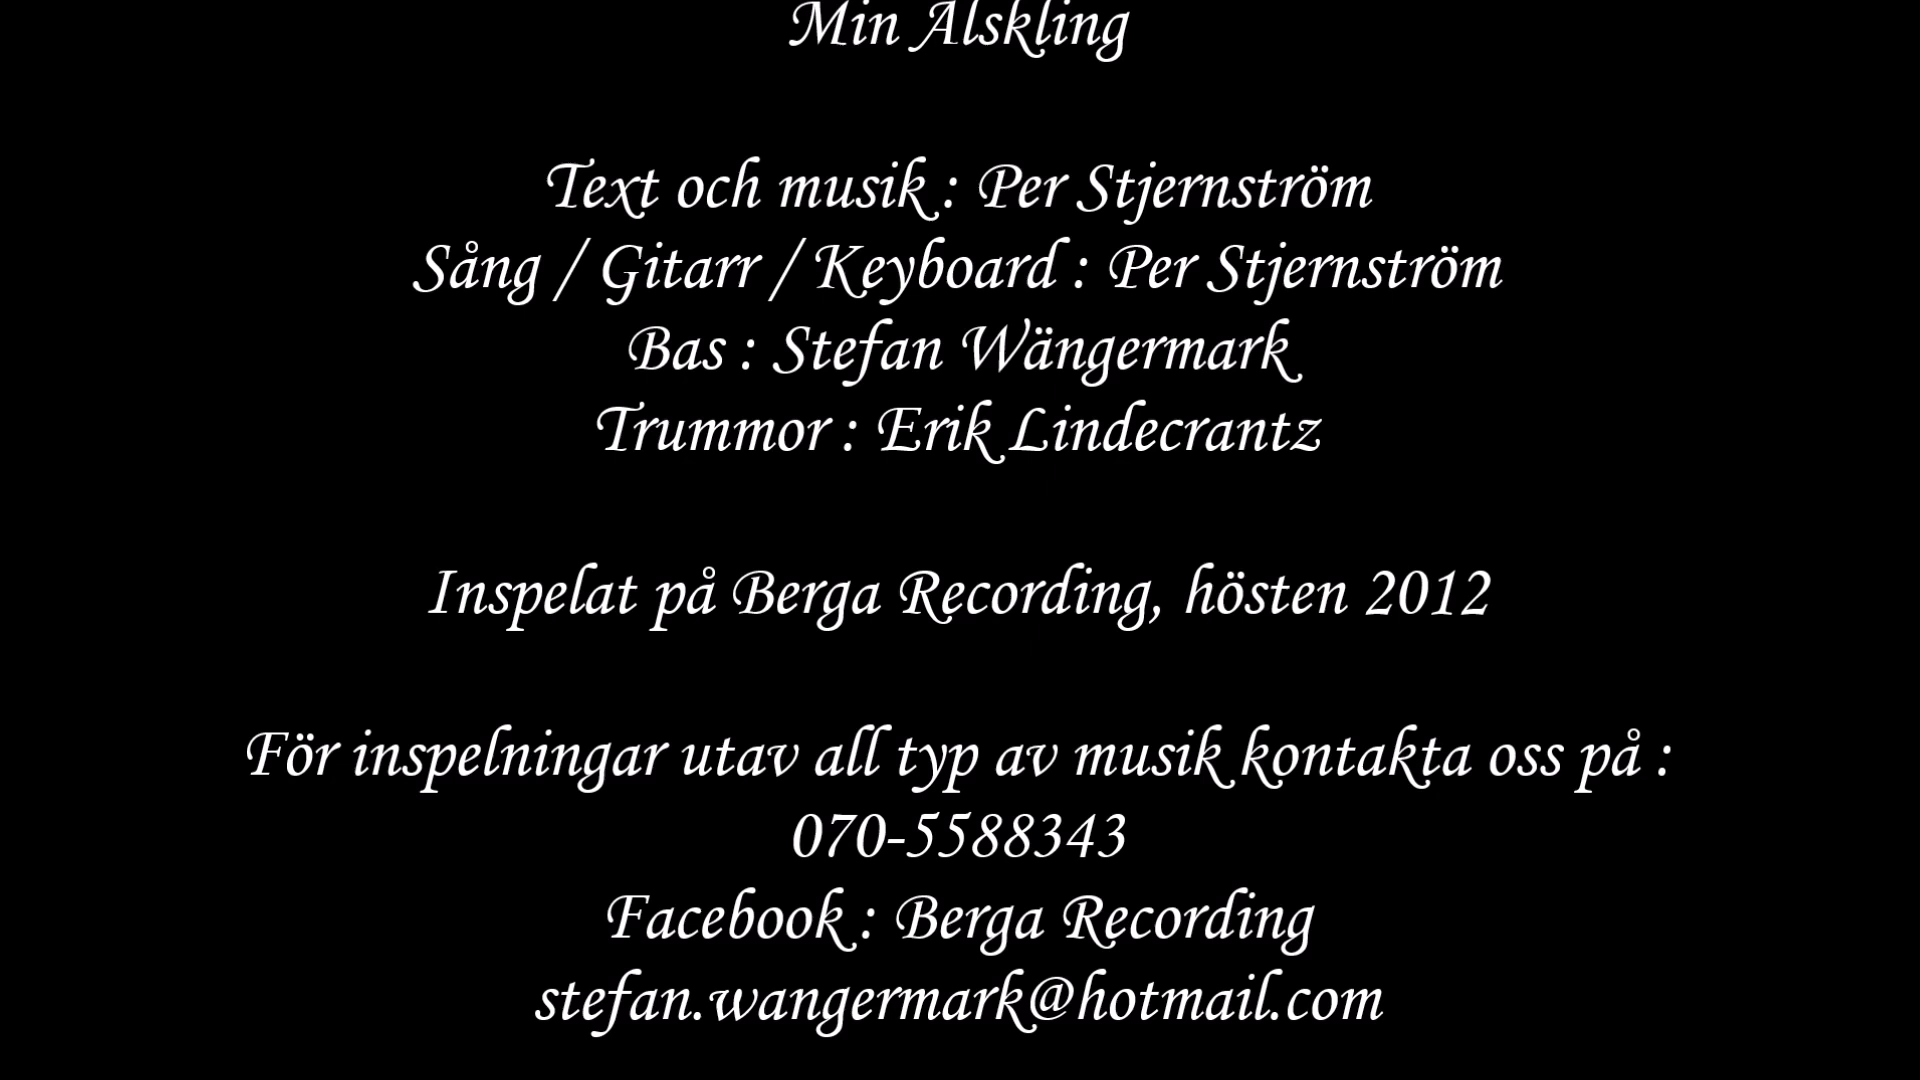 Min Älskling
Text och musik : Per Stjernström
Sång / Gitarr / Keyboard : Per Stjernström
Bas : Stefan Wängermark
Trummor : Erik Lindecrantz
Inspelat på Berga Recording, hösten 2012
För inspelningar utav all typ av musik kontakta oss på :
070-5588343
Facebook : Berga Recording
stefan.wangermark@hotmail.com